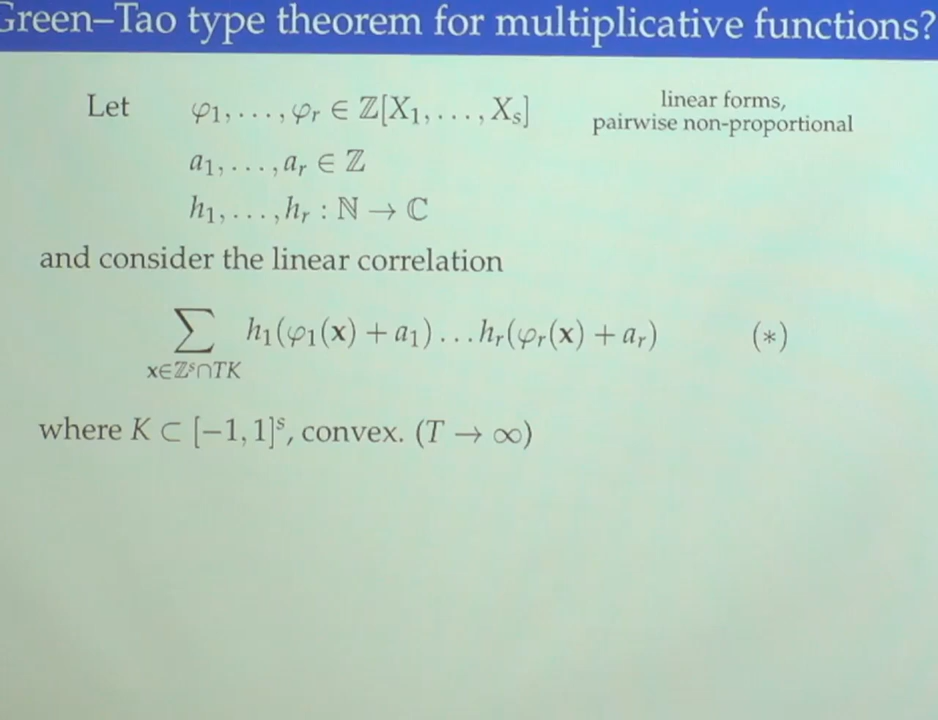 Green–Tao type theorem for multiplicative functions?
Let φ₁, …, φᵣ ∈ ℤ[X₁, …, Xₛ] linear forms, pairwise non-proportional
a₁, …, aᵣ ∈ ℤ
h₁, …, hᵣ : ℕ → ℂ
and consider the linear correlation
∑ h₁(φ₁(x) + a₁) … hᵣ(φᵣ(x) + aᵣ) (∗)
x∈ℤˢ∩TK
where K ⊂ [−1, 1]ˢ, convex. (T → ∞)